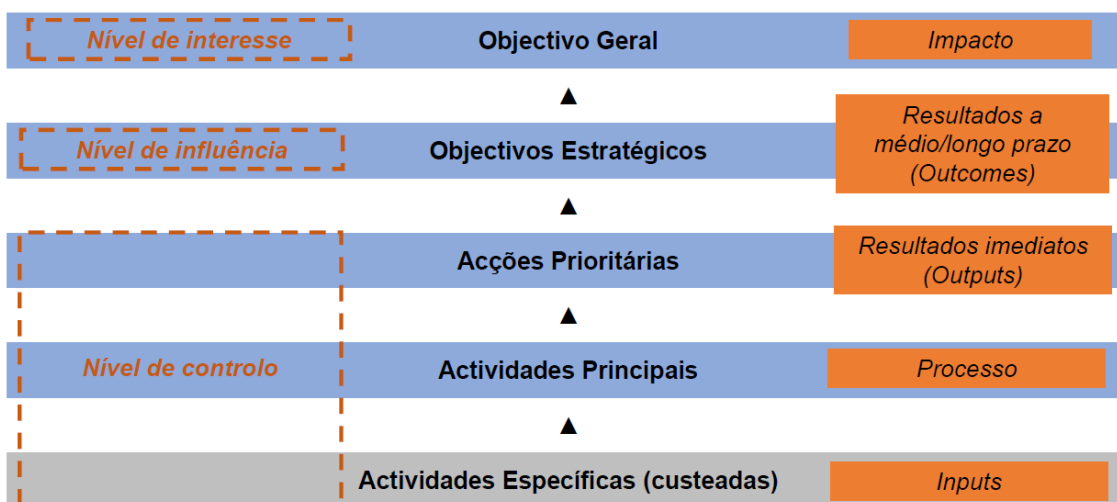 Nível de interesse
Objectivo Geral
Impacto
▲
Nível de influência
Objectivos Estratégicos
Resultados a
médio/longo prazo
(Outcomes)
▲
Acções Prioritárias
Resultados imediatos
(Outputs)
▲
Nível de controlo
Actividades Principais
Processo
▲
Actividades Específicas (custeadas)
Inputs